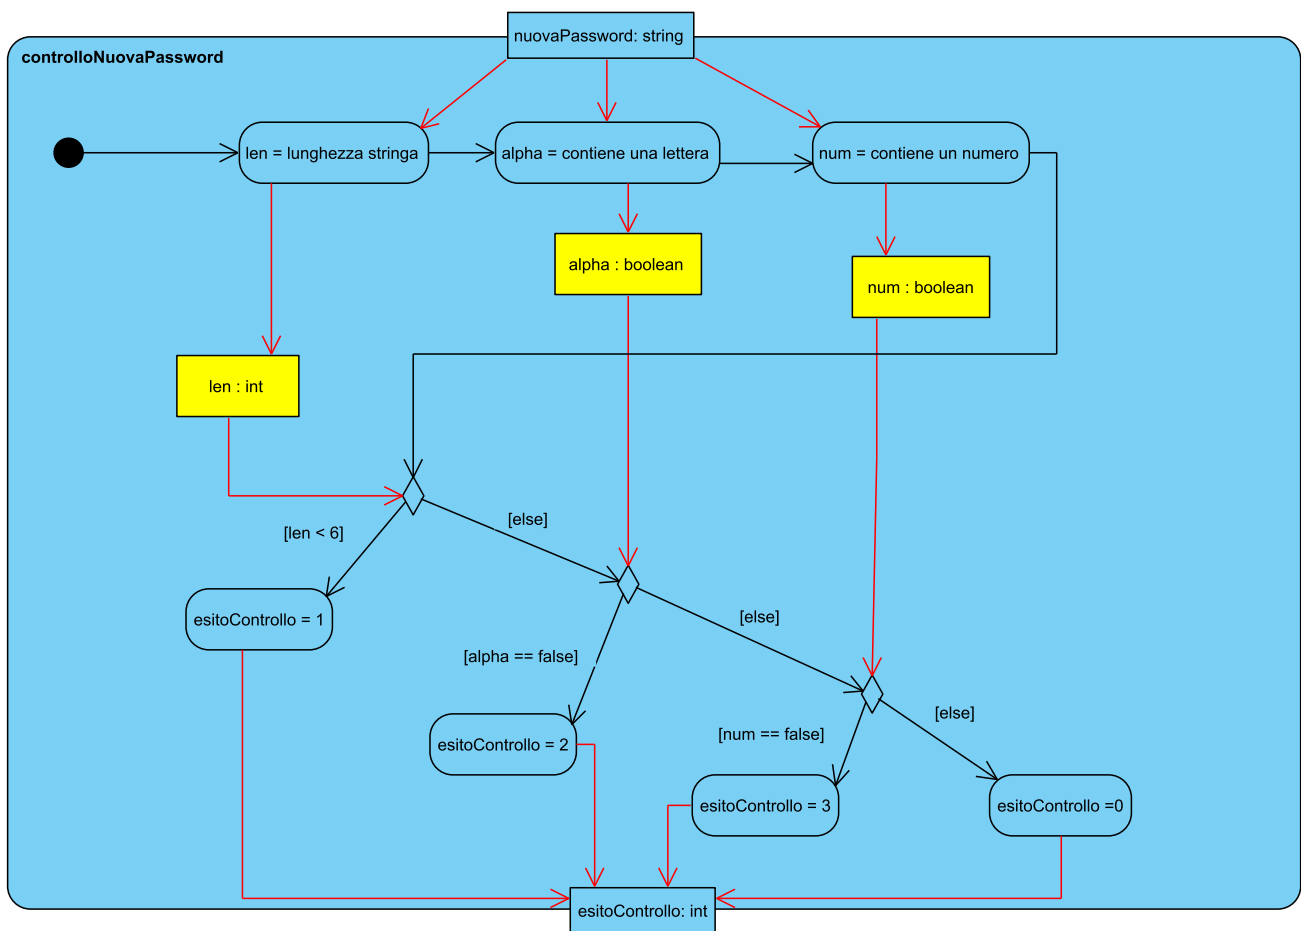 nuovaPassword: string
controlloNuovaPassword
len = lunghezza stringa
alpha = contiene una lettera
num = contiene un numero
alpha : boolean
num : boolean
len : int
[len < 6]
[else]
esitoControllo = 1
[alpha == false]
[else]
esitoControllo = 2
[num == false]
[else]
esitoControllo = 3
esitoControllo =0
esitoControllo: int